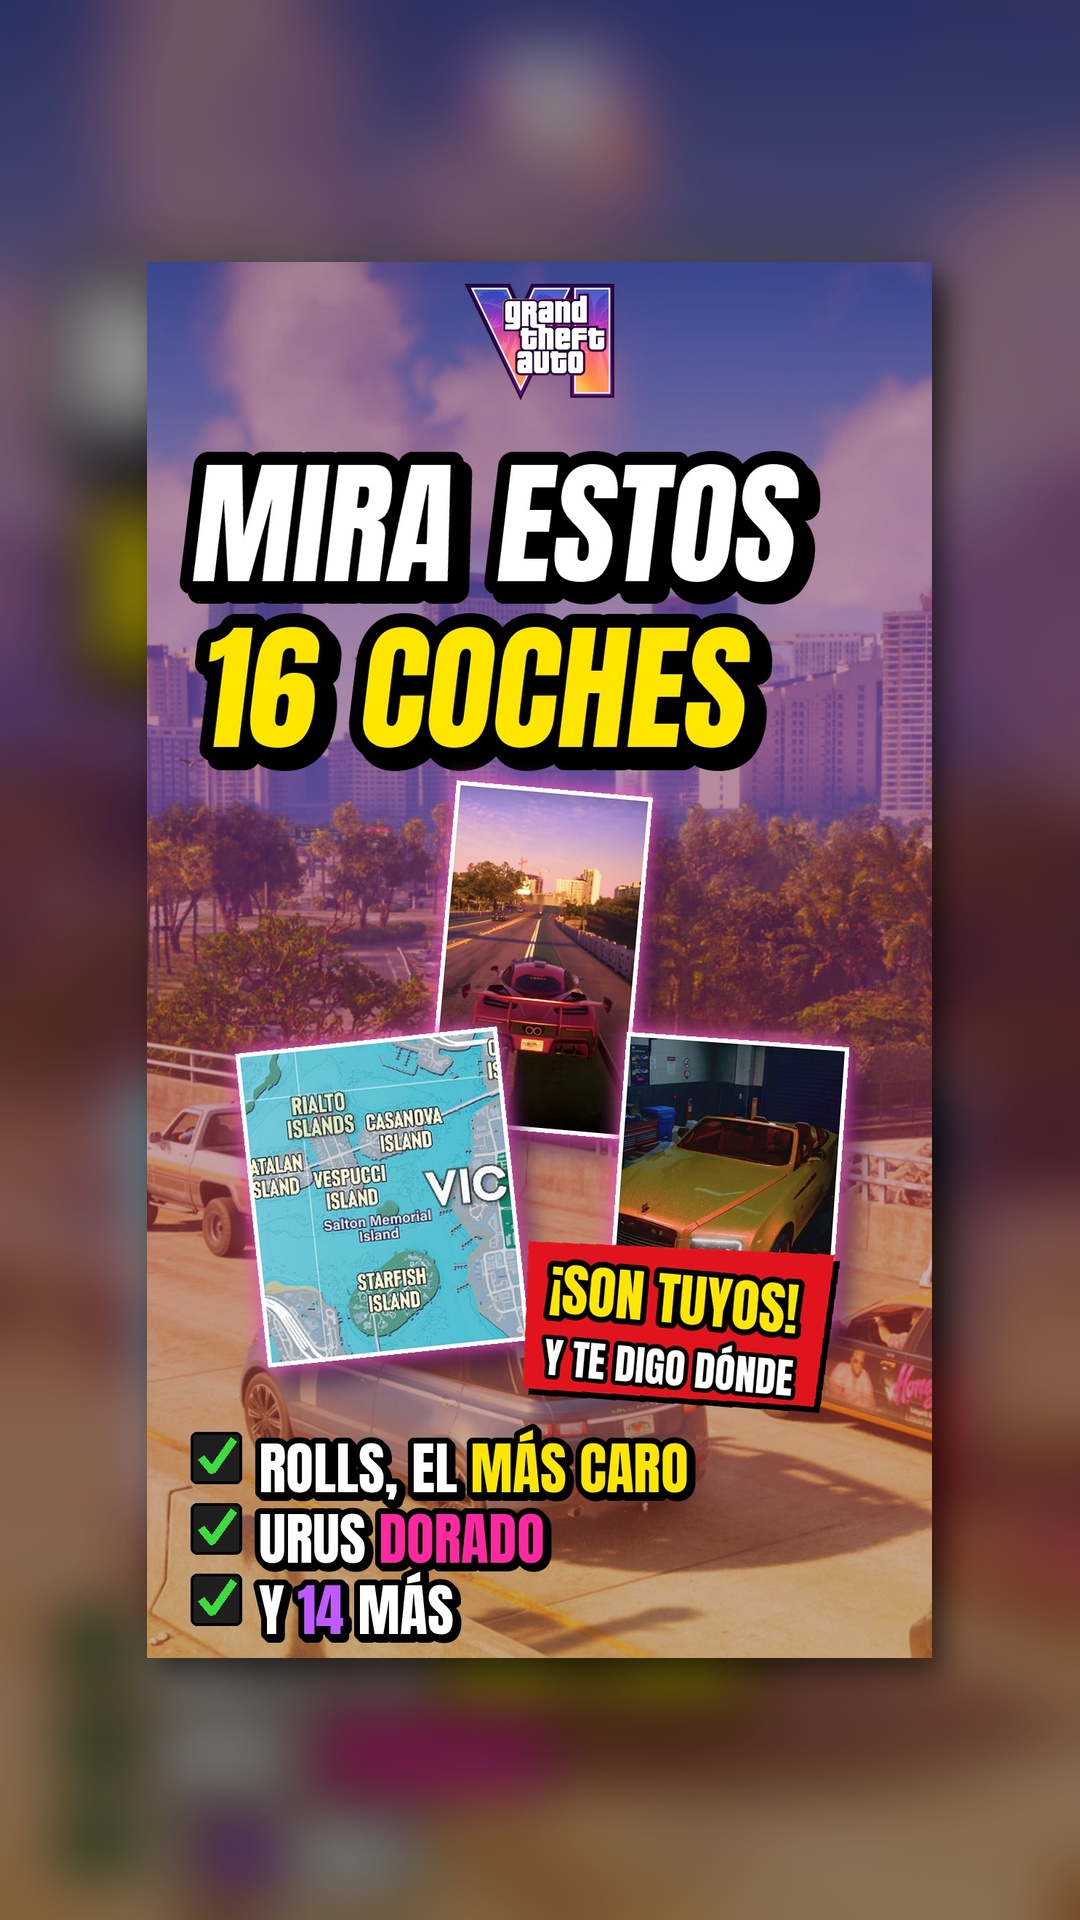 grand
theft
auto
VI
MIRA ESTOS
16 COCHES
RIALTO
ISLANDS
CASANOVA
ISLAND
ATALAN
SLAND
VESPUCCI
ISLAND
VIC
Salton Memorial
Island
STARFISH
ISLAND
¡SON TUYOS!
Y TE DIGO DÓNDE
ROLLS, EL MÁS CARO
URUS DORADO
Y 14 MÁS